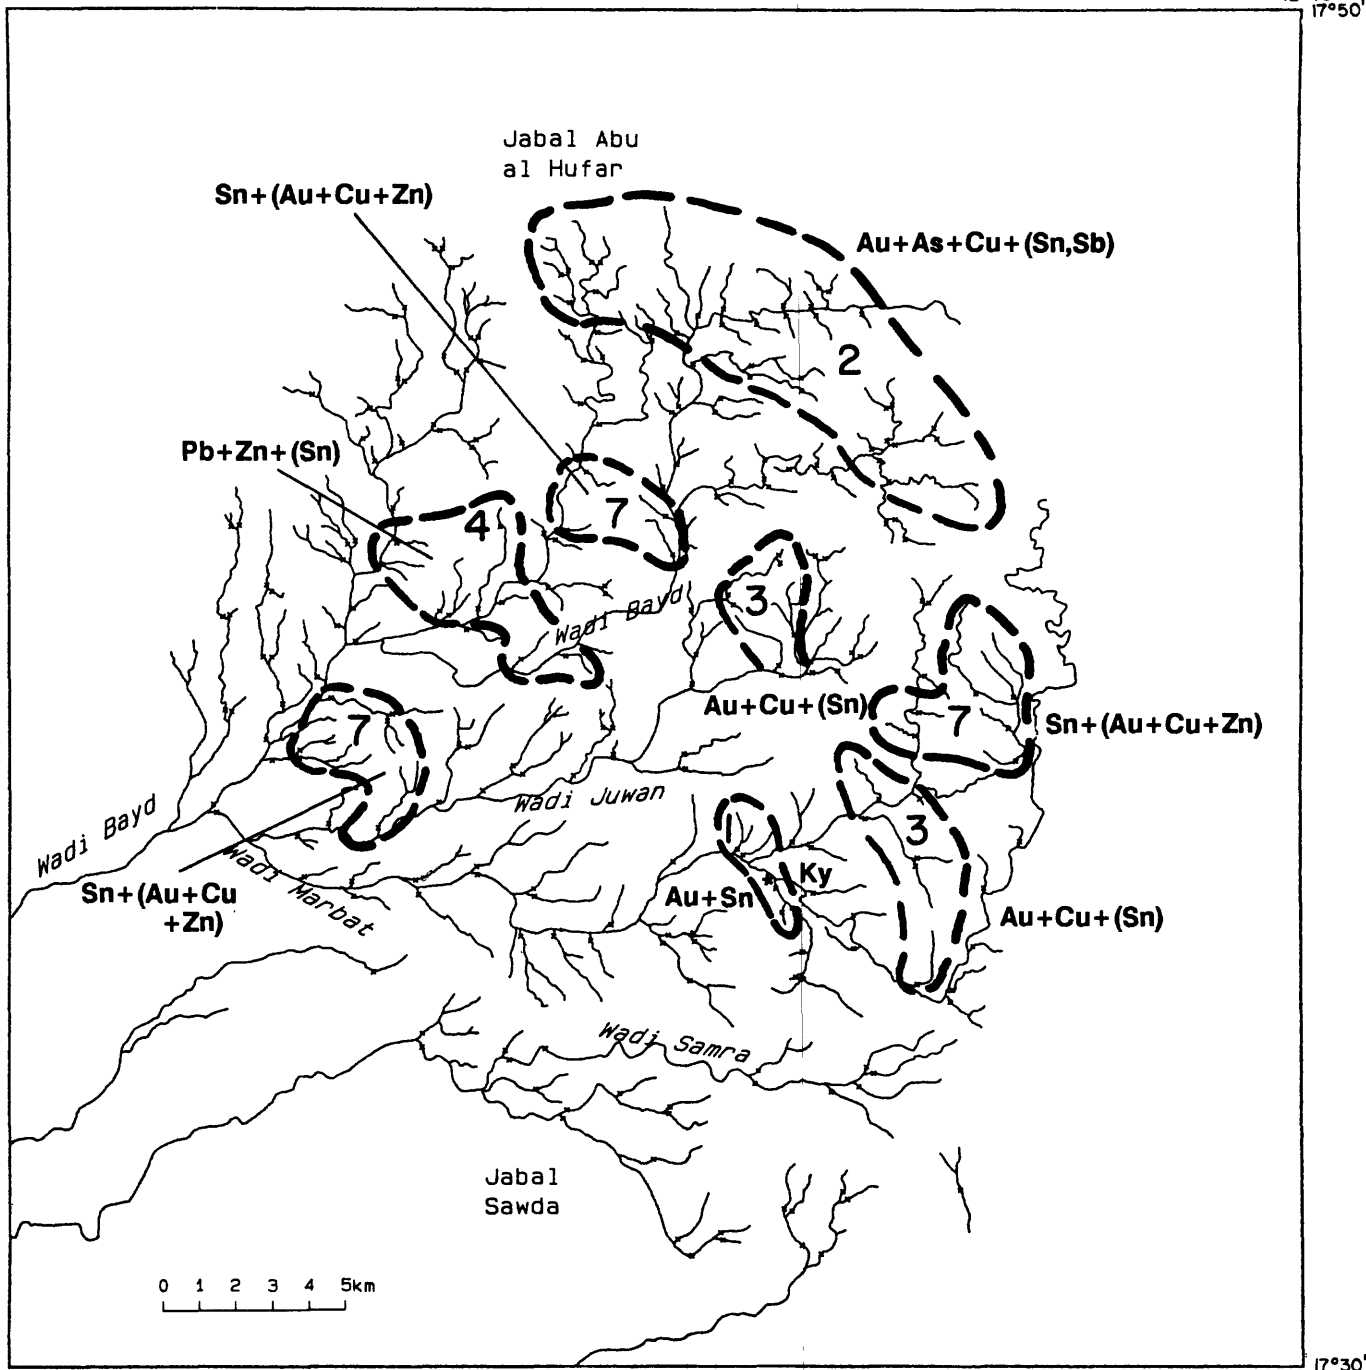 17°50'
Jabal Abu
al Hufar
Sn+(Au+Cu+Zn)
Au+As+Cu+(Sn,Sb)
2
Pb+Zn+(Sn)
4
7
3
Wadi Bayd
Au+Cu+(Sn)
7
7
Sn+(Au+Cu+Zn)
Wadi Juwan
Wadi Bayd
1
3
Wadi Marbat
Sn+(Au+Cu
+Zn)
Au+Sn
* Ky
Au+Cu+(Sn)
Wadi Samra
Jabal
Sawda
0 1 2 3 4 5km
17°30'